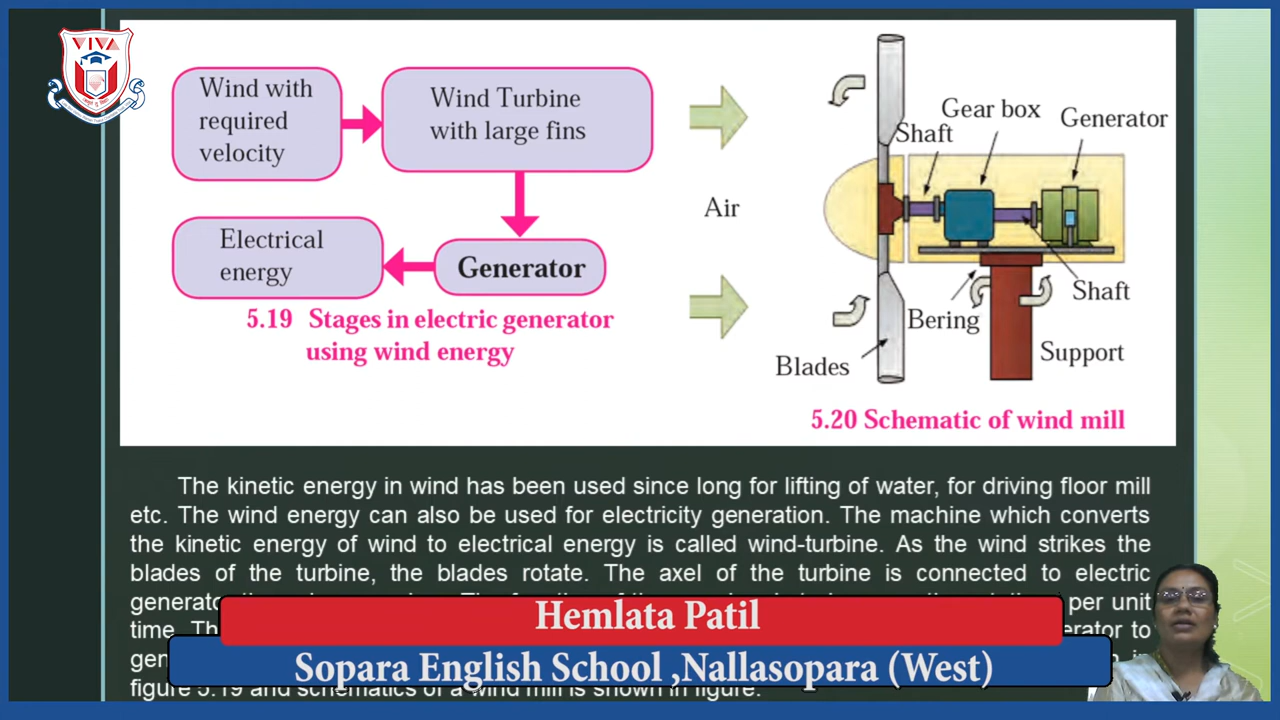 VIVA
Wind with
required
velocity
Wind Turbine
with large fins
Electrical
energy
Generator
5.19 Stages in electric generator
using wind energy
Air
Shaft
Gear box
Generator
Bering
Shaft
Support
Blades
5.20 Schematic of wind mill
The kinetic energy in wind has been used since long for lifting of water, for driving floor mill
etc. The wind energy can also be used for electricity generation. The machine which converts
the kinetic energy of wind to electrical energy is called wind-turbine. As the wind strikes the
blades of the turbine, the blades rotate. The axel of the turbine is connected to electric
per unit
time.
to
figure 5.19 and schematics of a wind mill is shown in figure.
Hemlata Patil
Sopara English School ,Nallasopara (West)